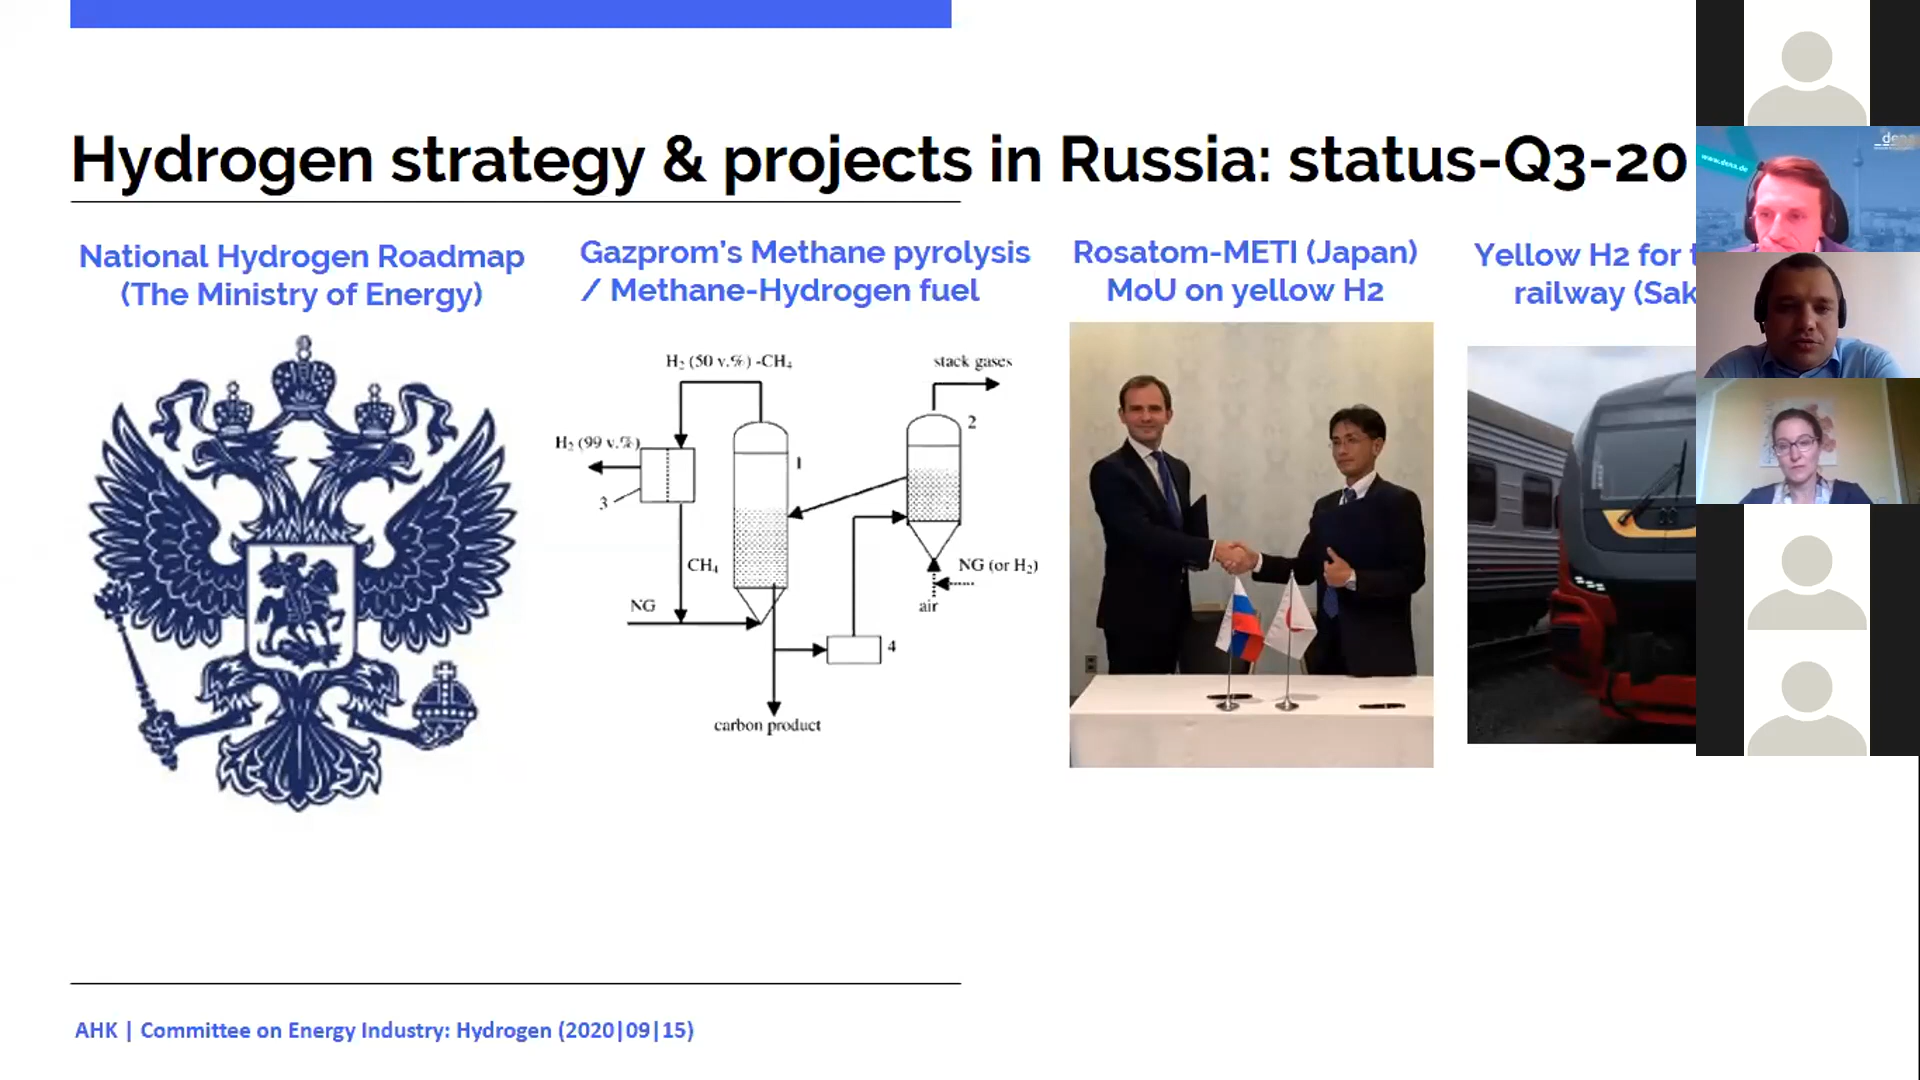 Hydrogen strategy & projects in Russia: status-Q3-20
National Hydrogen Roadmap
(The Ministry of Energy)
Gazprom's Methane pyrolysis
/ Methane-Hydrogen fuel
Rosatom-METI (Japan)
MoU on yellow H2
Yellow H2 for
railway (Sak
H₂ (50 v.%) -CH₄
stack gases
2
H₂ (99 v.%)
1
3
CH₄
NG (or H₂)
NG
air
4
carbon product
AHK | Committee on Energy Industry: Hydrogen (2020|09|15)
www.dena.de